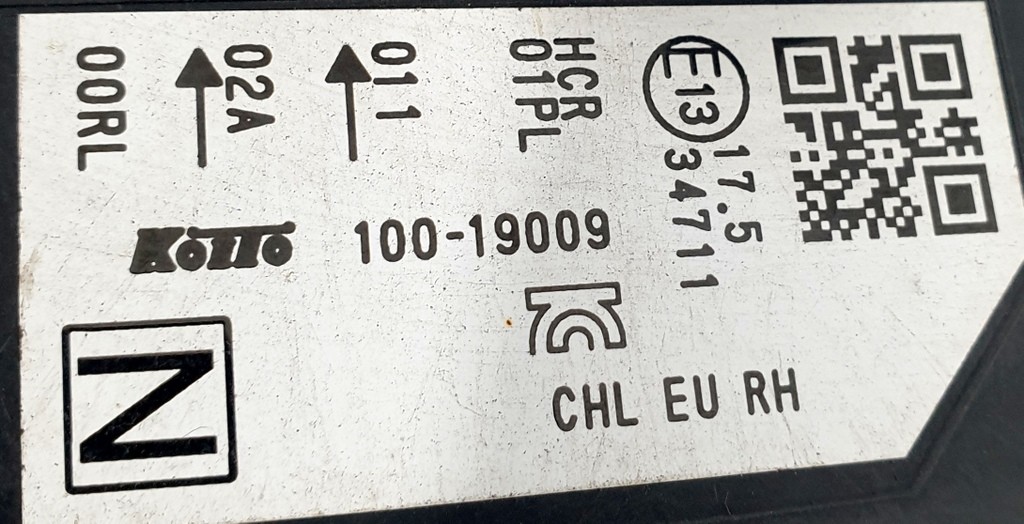 00RL
02A
011
HCR
01PL
E13
17.5
34711
KOITO 100-19009
N
CHL EU RH